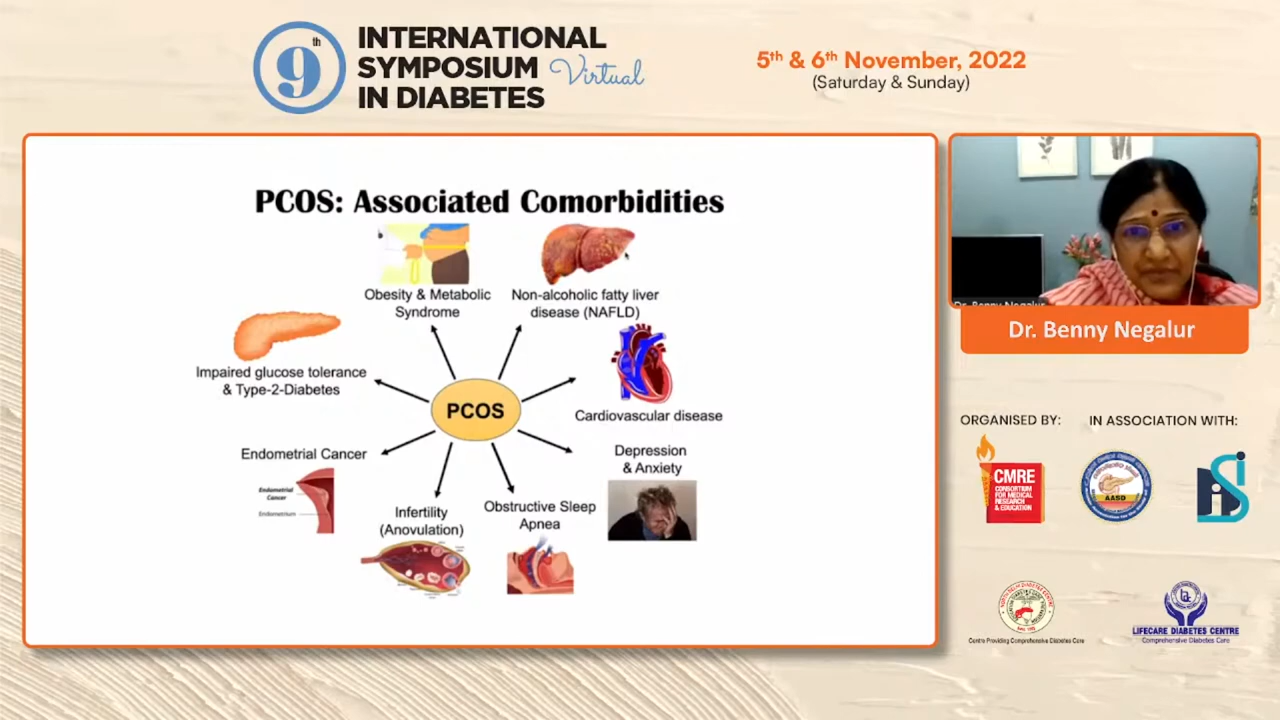 9th
INTERNATIONAL
SYMPOSIUM Virtual
IN DIABETES
5th & 6th November, 2022
(Saturday & Sunday)
PCOS: Associated Comorbidities
Obesity & Metabolic
Syndrome
Non-alcoholic fatty liver
disease (NAFLD)
Impaired glucose tolerance
& Type-2-Diabetes
PCOS
Cardiovascular disease
Endometrial Cancer
Endometrial
Cancer
Endometrium
Depression
& Anxiety
Infertility
(Anovulation)
Obstructive Sleep
Apnea
Dr. Benny Negalur
Dr. Benny Negalur
ORGANISED BY:
IN ASSOCIATION WITH:
CMRE
CONSORTIUM
FOR MEDICAL
RESEARCH
& EDUCATION
AASD
Centre Providing Comprehensive Diabetes Care
LIFECARE DIABETES CENTRE
Comprehensive Diabetes Care